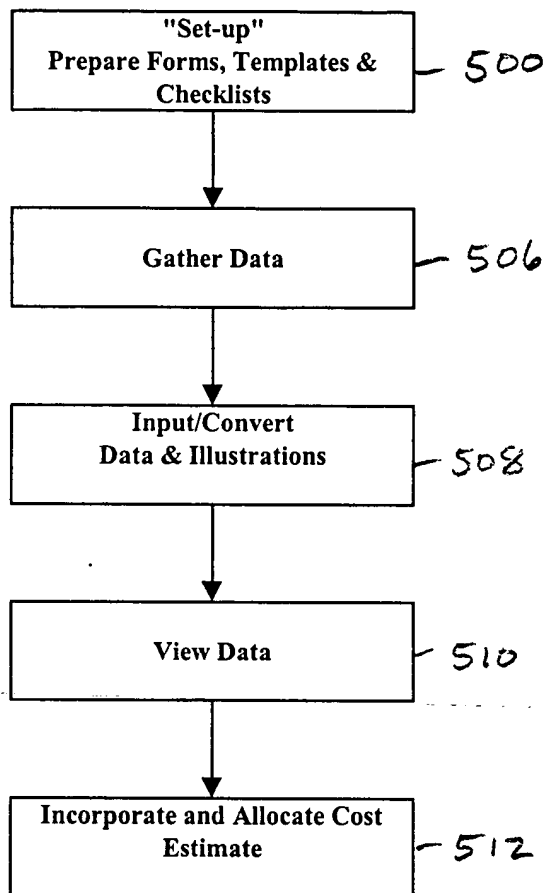 "Set-up"
Prepare Forms, Templates &
Checklists
500
Gather Data
506
Input/Convert
Data & Illustrations
508
View Data
510
Incorporate and Allocate Cost
Estimate
512